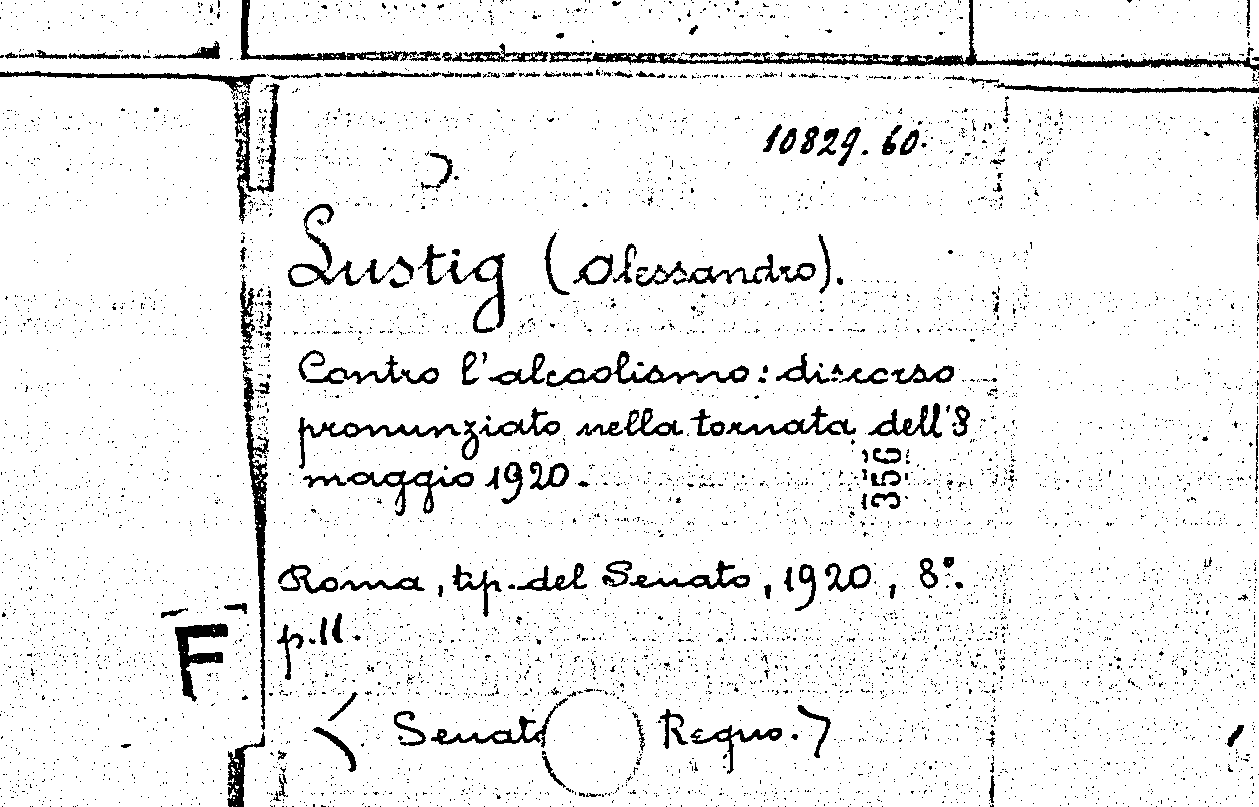 10829.60.
Lustig (Alessandro).
Contro l'alcoolismo: discorso
pronunziato nella tornata dell'8
maggio 1920.
356
Roma, tip. del Senato, 1920, 8°.
p.11.
F
< Senato Regno. >